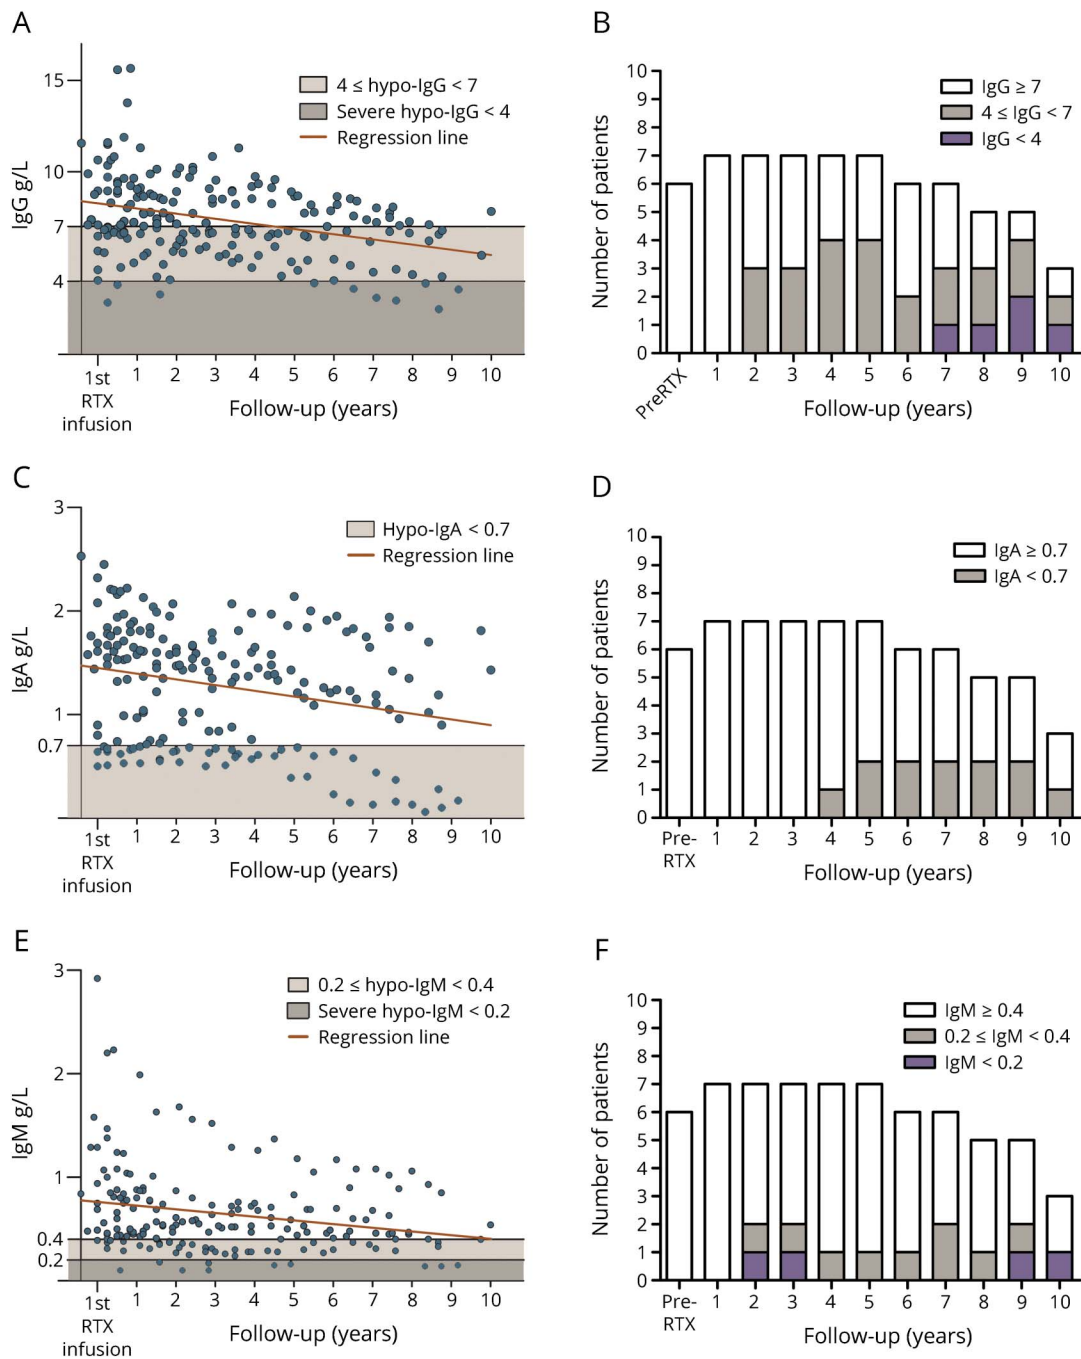 A
IgG g/L
15
10
7
4
4 ≤ hypo-IgG < 7
Severe hypo-IgG < 4
Regression line
1st RTX infusion
1 2 3 4 5 6 7 8 9 10
Follow-up (years)
B
Number of patients
10
9
8
7
6
5
4
3
2
1
0
IgG ≥ 7
4 ≤ IgG < 7
IgG < 4
PreRTX 1 2 3 4 5 6 7 8 9 10
Follow-up (years)
C
IgA g/L
3
2
1
0.7
Hypo-IgA < 0.7
Regression line
1st RTX infusion
1 2 3 4 5 6 7 8 9 10
Follow-up (years)
D
Number of patients
10
9
8
7
6
5
4
3
2
1
0
IgA ≥ 0.7
IgA < 0.7
Pre-RTX 1 2 3 4 5 6 7 8 9 10
Follow-up (years)
E
IgM g/L
3
2
1
0.4
0.2
0.2 ≤ hypo-IgM < 0.4
Severe hypo-IgM < 0.2
Regression line
1st RTX infusion
1 2 3 4 5 6 7 8 9 10
Follow-up (years)
F
Number of patients
10
9
8
7
6
5
4
3
2
1
0
IgM ≥ 0.4
0.2 ≤ IgM < 0.4
IgM < 0.2
Pre-RTX 1 2 3 4 5 6 7 8 9 10
Follow-up (years)